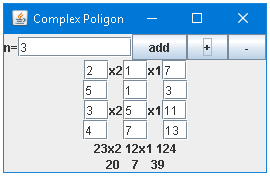 Complex Poligon
n= 3 add + -
2 x2 1 x1 7
5 1 3
3 x2 5 x1 11
4 7 13
23x2 12x1 124
20 7 39